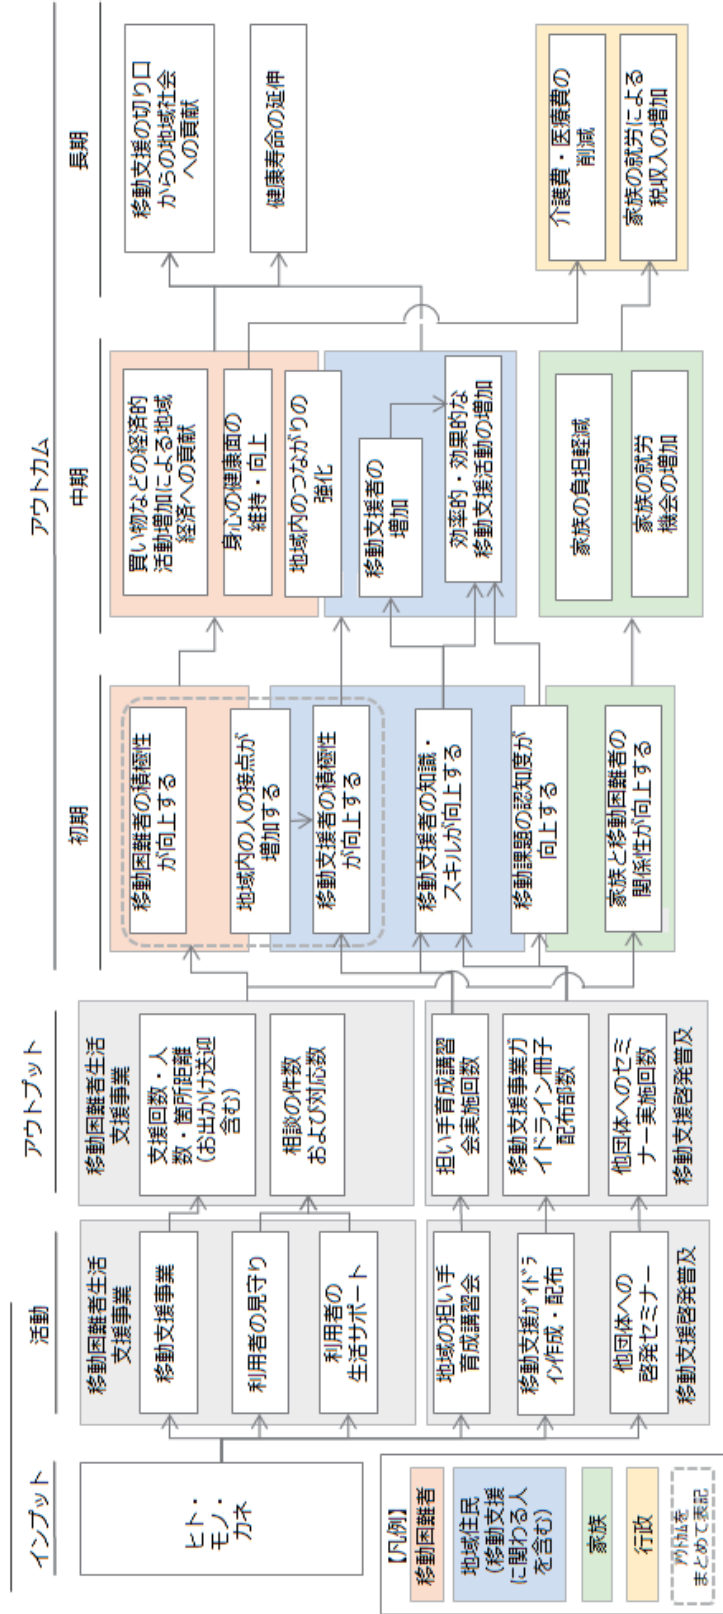 インプット
ヒト・
モノ・
カネ
【凡例】
移動困難者
地域住民
(移動支援
に関わる人
を含む)
家族
行政
アウトカムを
まとめて表記
活動
移動困難者生活
支援事業
移動支援事業
利用者の見守り
利用者の
生活サポート
地域の担い手
育成講習会
移動支援ガイドラ
イン作成・配布
他団体への
啓発セミナー
移動支援啓発普及
アウトプット
移動困難者生活
支援事業
支援回数・人
数・箇所距離
(お出かけ送迎
含む)
相談の件数
および対応数
担い手育成講習
会実施回数
移動支援事業ガ
イドライン冊子
配布部数
他団体へのセミ
ナー実施回数
移動支援啓発普及
アウトカム
初期
移動困難者の積極性
が向上する
地域内の人の接点が
増加する
移動支援者の積極性
が向上する
移動支援者の知識・
スキルが向上する
移動課題の認知度が
向上する
家族と移動困難者の
関係性が向上する
中期
買い物などの経済的
活動増加による地域
経済への貢献
身心の健康面の
維持・向上
地域内のつながりの
強化
移動支援者の
増加
効率的・効果的な
移動支援活動の増加
家族の負担軽減
家族の就労
機会の増加
長期
移動支援の切り口
からの地域社会
への貢献
健康寿命の延伸
介護費・医療費の
削減
家族の就労による
税収入の増加